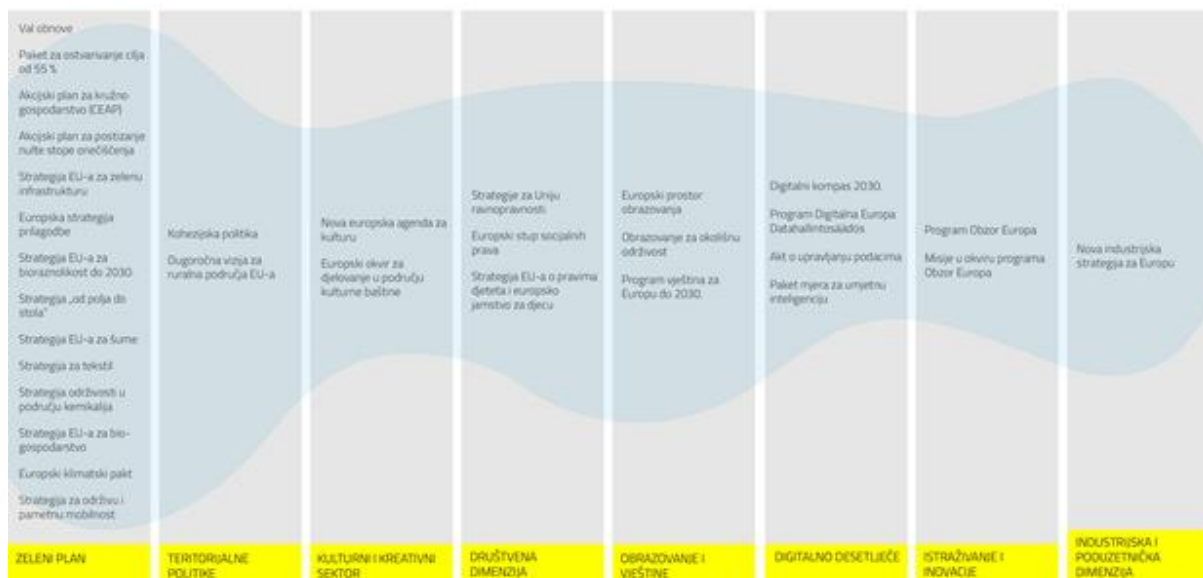 Val obnove
Paket za ostvarivanje cilja
od 55 %
Akcijski plan za kružno
gospodarstvo (CEAP)
Akcijski plan za postizanje
nulte stope onečišćenja
Strategija EU-a za zelenu
infrastrukturu
Europska strategija
prilagodbe
Strategija EU-a za
bioraznolikost do 2030
Strategija „od polja do
stola"
Strategija EU-a za šume
Strategija za tekstil
Strategija održivosti u
području kemikalija
Strategija EU-a za bio-
gospodarstvo
Europski klimatski pakt
Strategija za održivu i
pametnu mobilnost
ZELENI PLAN
Kohezijska politika
Dugoročna vizija za
ruralna područja EU-a
TERITORIJALNE
POLITIKE
Nova europska agenda za
kulturu
Europski okvir za
djelovanje u području
kulturne baštine
KULTURNI I KREATIVNI
SEKTOR
Strategije za Uniju
ravnopravnosti
Europski stup socijalnih
prava
Strategija EU-a o pravima
djeteta i europsko
jamstvo za djecu
DRUŠTVENA
DIMENZIJA
Europski prostor
obrazovanja
Obrazovanje za okolišnu
održivost
Program vještina za
Europu do 2030.
OBRAZOVANJE I
VJEŠTINE
Digitalni kompas 2030.
Program Digitalna Europa
Datahallintosäädös
Akt o upravljanju podacima
Paket mjera za umjetnu
inteligenciju
DIGITALNO DESETLJEĆE
Program Obzor Europa
Misije u okviru programa
Obzor Europa
ISTRAŽIVANJE I
INOVACIJE
Nova industrijska
strategija za Europu
INDUSTRIJSKA I
PODUZETNIČKA
DIMENZIJA